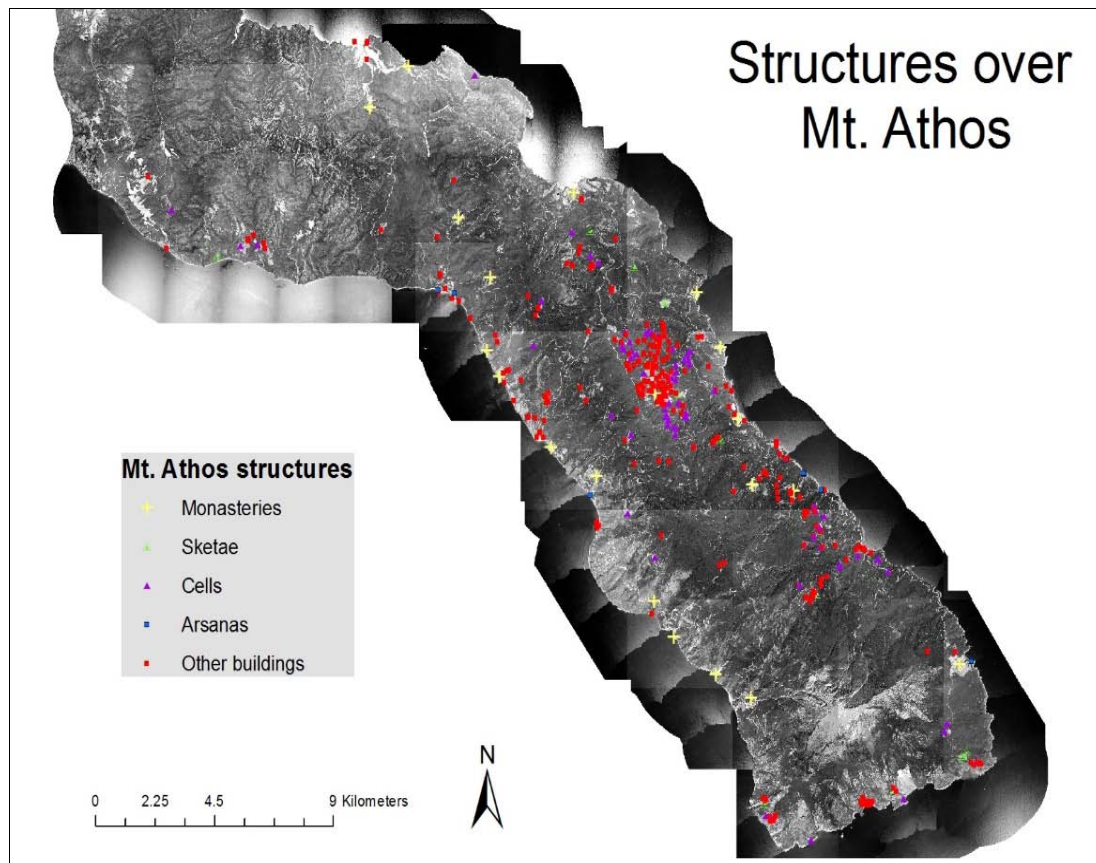 Structures over
Mt. Athos
Mt. Athos structures
Monasteries
Sketae
Cells
Arsanas
Other buildings
N
0 2.25 4.5 9 Kilometers